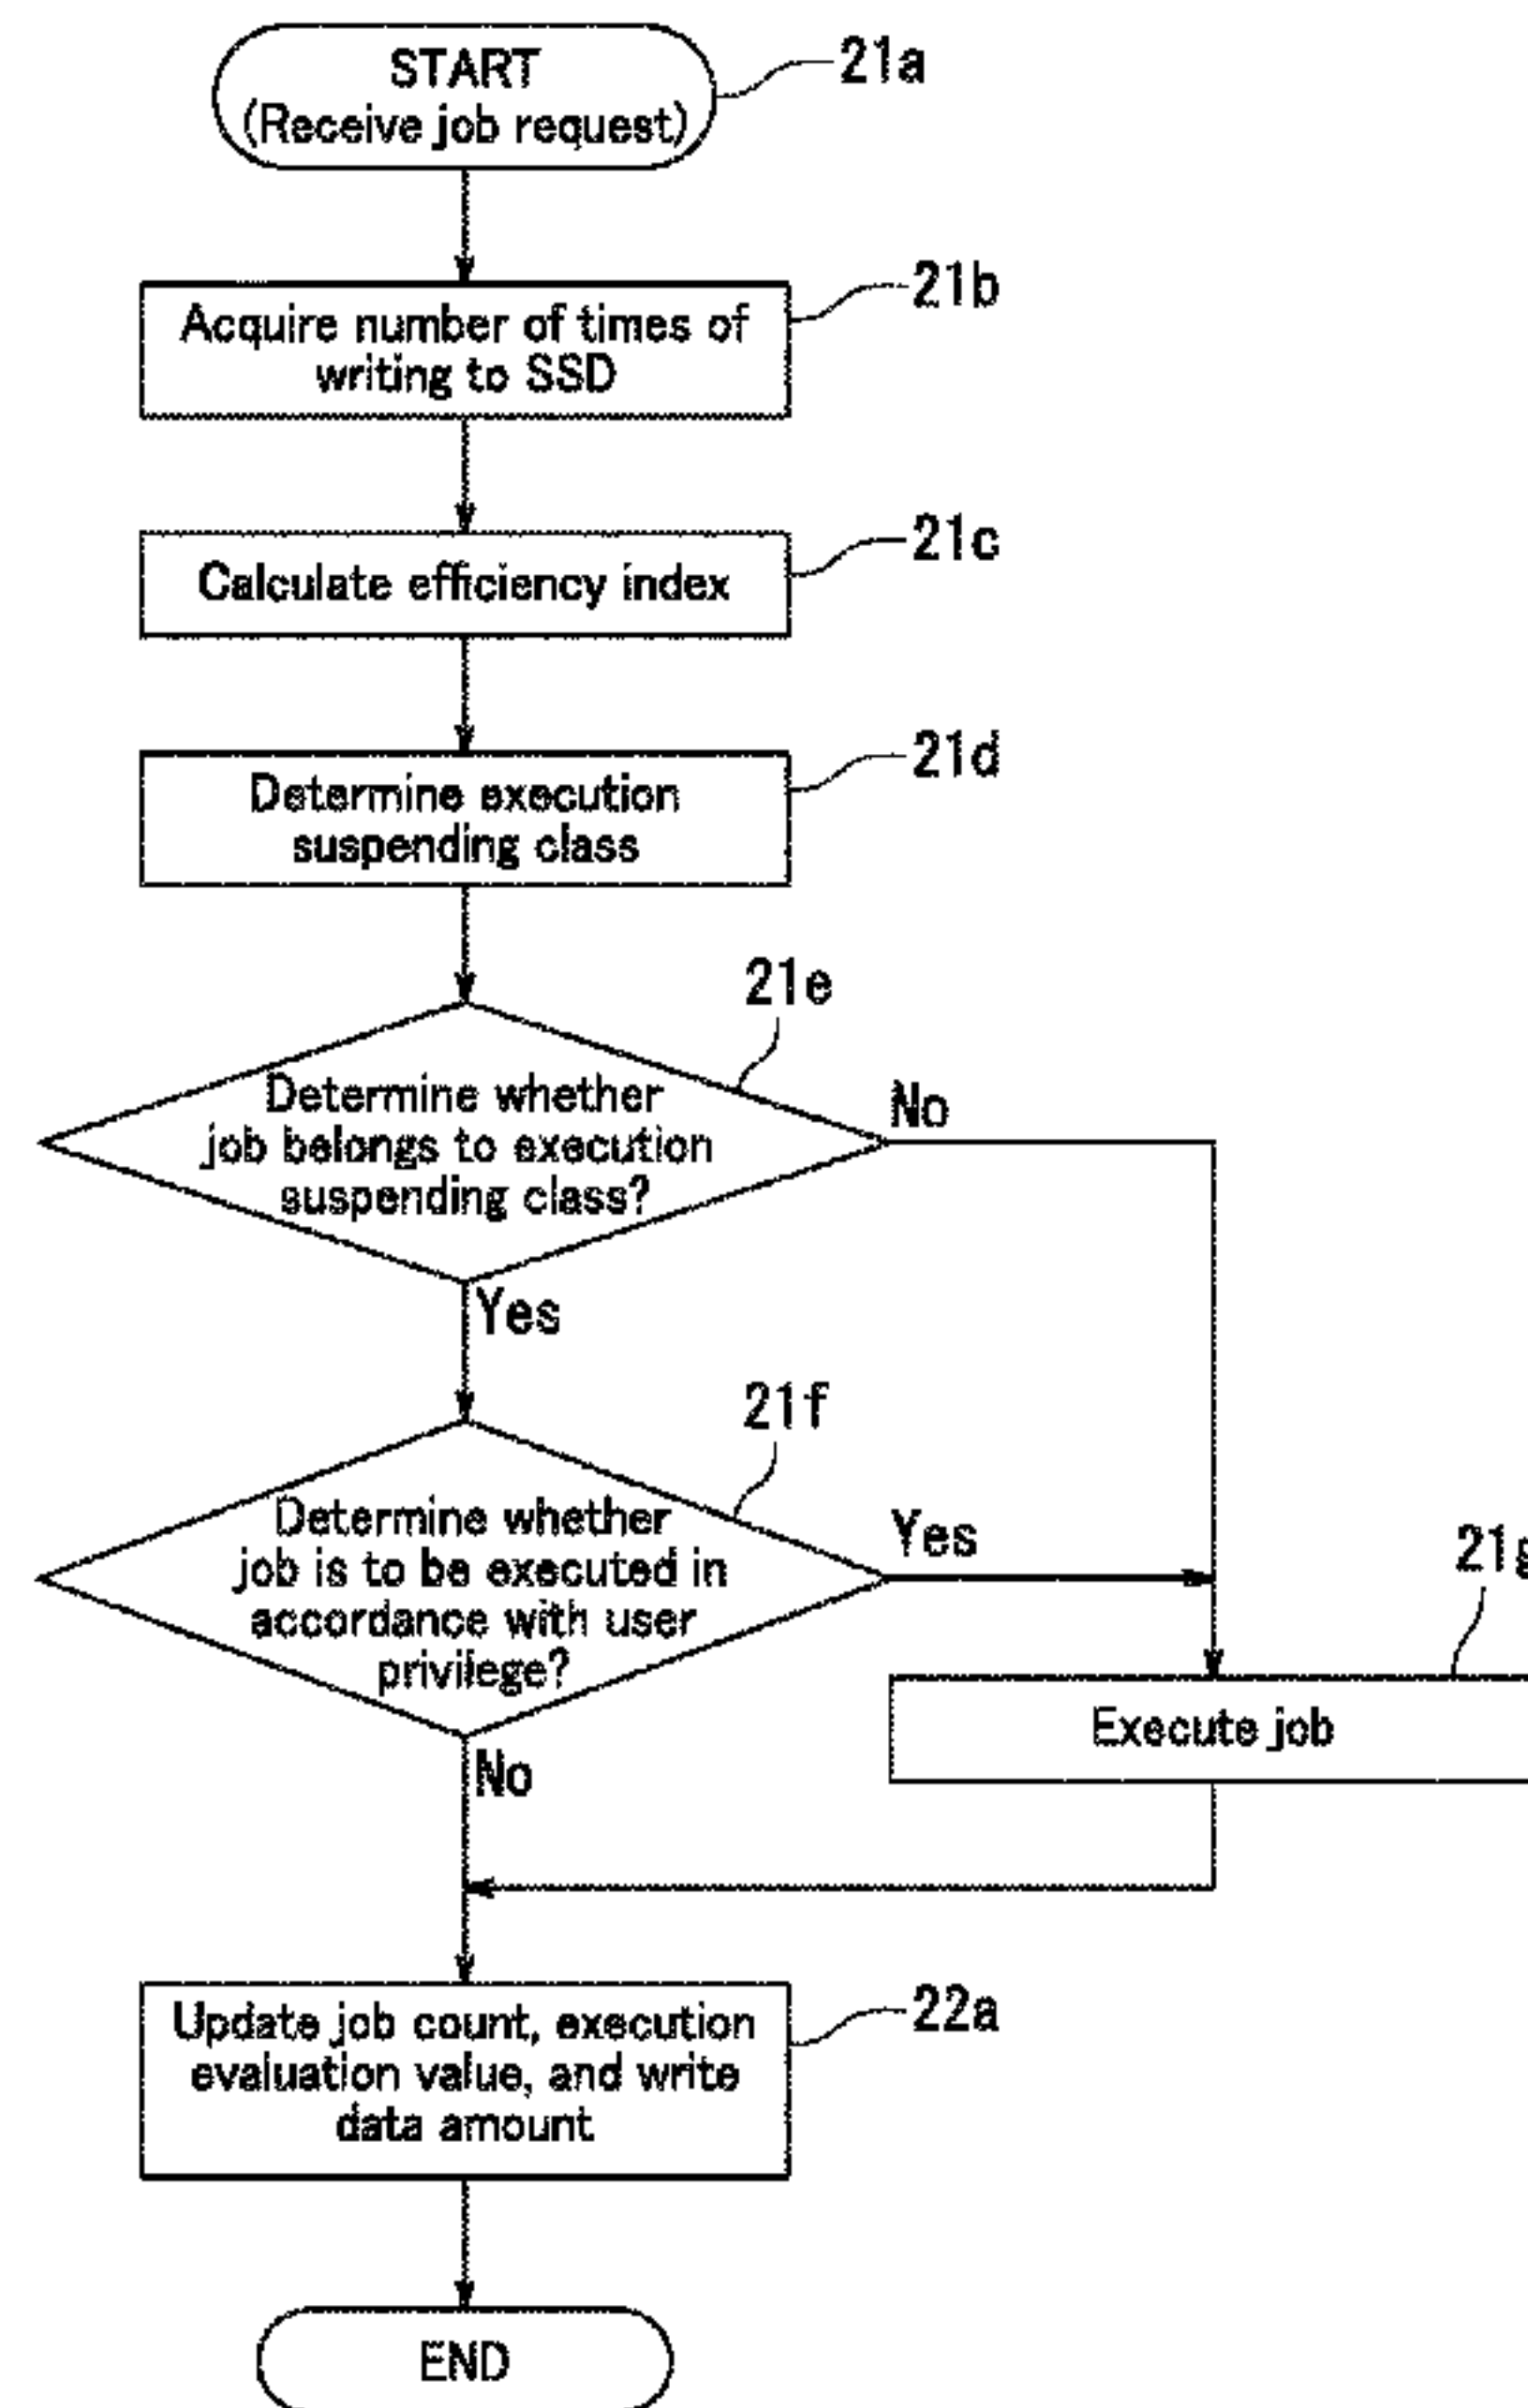 START
(Receive job request)
21a
Acquire number of times of
writing to SSD
21b
Calculate efficiency index
21c
Determine execution
suspending class
21d
21e
Determine whether
job belongs to execution
suspending class?
No
Yes
21f
Determine whether
job is to be executed in
accordance with user
privilege?
Yes
21g
Execute job
No
Update job count, execution
evaluation value, and write
data amount
22a
END